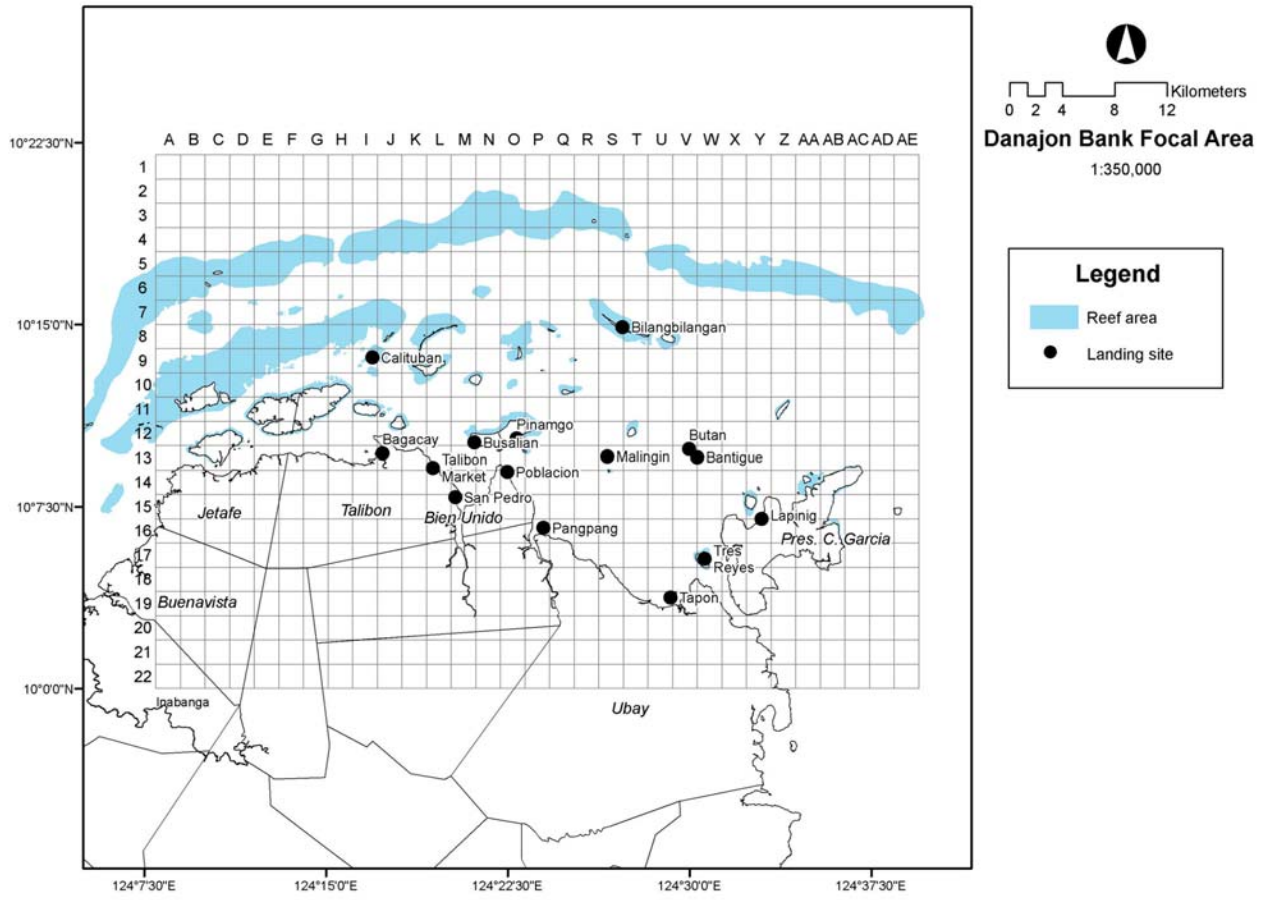 0 2 4 8 12 Kilometers
Danajon Bank Focal Area
1:350,000
Legend
Reef area
Landing site
10°22'30"N
10°15'0"N
10°7'30"N
10°0'0"N
A B C D E F G H I J K L M N O P Q R S T U V W X Y Z AA AB AC AD AE
1
2
3
4
5
6
7
8
9
10
11
12
13
14
15
16
17
18
19
20
21
22
Bilangbilangan
Calituban
Pinamgo
Butan
Bagacay
Busalian
Malingin
Bantigue
Talibon
Market
Poblacion
San Pedro
Jetafe
Talibon
Bien Unido
Lapinig
Pangpang
Pres. C. Garcia
Tres
Reyes
Buenavista
Tapon
Inabanga
Ubay
124°7'30"E
124°15'0"E
124°22'30"E
124°30'0"E
124°37'30"E